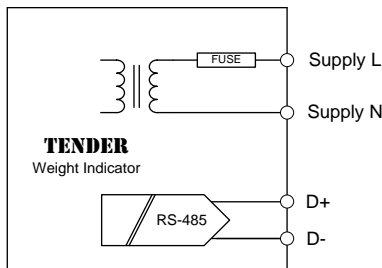 FUSE
Supply L
Supply N
TENDER
Weight Indicator
RS-485
D+
D-